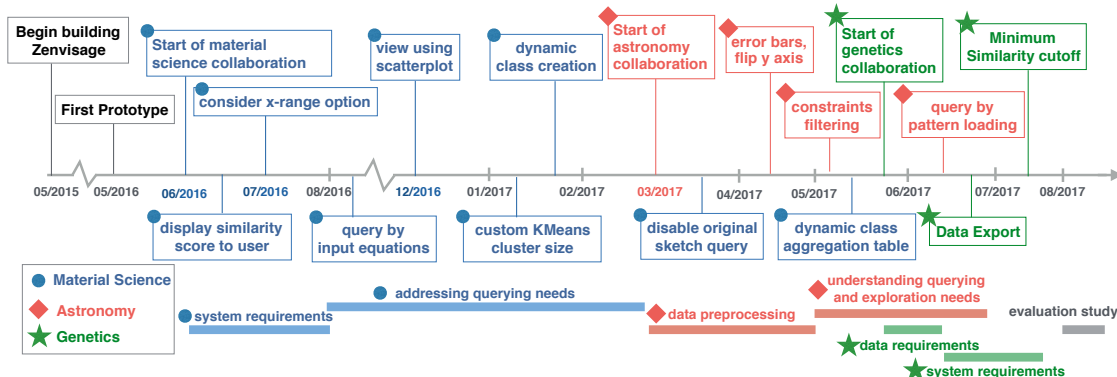 Begin building
Zenvisage
First Prototype
Start of material
science collaboration
consider x-range option
view using
scatterplot
dynamic
class creation
Start of
astronomy
collaboration
error bars,
flip y axis
constraints
filtering
Start of
genetics
collaboration
query by
pattern loading
Minimum
Similarity cutoff
05/2015
05/2016
06/2016
07/2016
08/2016
12/2016
01/2017
02/2017
03/2017
04/2017
05/2017
06/2017
07/2017
08/2017
display similarity
score to user
query by
input equations
custom KMeans
cluster size
disable original
sketch query
dynamic class
aggregation table
Data Export
Material Science
Astronomy
Genetics
system requirements
addressing querying needs
data preprocessing
understanding querying
and exploration needs
data requirements
system requirements
evaluation study